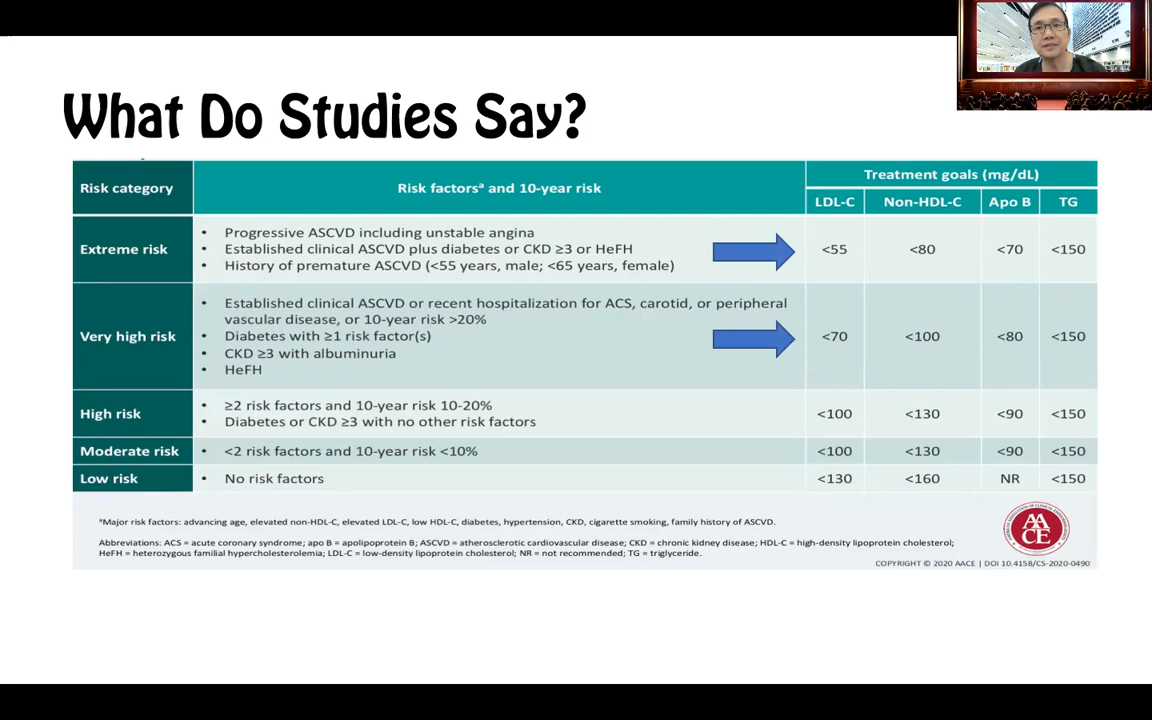 What Do Studies Say?
Risk category
Risk factorsᵃ and 10-year risk
Treatment goals (mg/dL)
LDL-C Non-HDL-C Apo B TG
Extreme risk
• Progressive ASCVD including unstable angina
• Established clinical ASCVD plus diabetes or CKD ≥3 or HeFH
• History of premature ASCVD (<55 years, male; <65 years, female)
<55 <80 <70 <150
Very high risk
• Established clinical ASCVD or recent hospitalization for ACS, carotid, or peripheral
vascular disease, or 10-year risk >20%
• Diabetes with ≥1 risk factor(s)
• CKD ≥3 with albuminuria
• HeFH
<70 <100 <80 <150
High risk
• ≥2 risk factors and 10-year risk 10-20%
• Diabetes or CKD ≥3 with no other risk factors
<100 <130 <90 <150
Moderate risk • <2 risk factors and 10-year risk <10% <100 <130 <90 <150
Low risk • No risk factors <130 <160 NR <150
ᵃMajor risk factors: advancing age, elevated non-HDL-C, elevated LDL-C, low HDL-C, diabetes, hypertension, CKD, cigarette smoking, family history of ASCVD.
Abbreviations: ACS = acute coronary syndrome; apo B = apolipoprotein B; ASCVD = atherosclerotic cardiovascular disease; CKD = chronic kidney disease; HDL-C = high-density lipoprotein cholesterol;
HeFH = heterozygous familial hypercholesterolemia; LDL-C = low-density lipoprotein cholesterol; NR = not recommended; TG = triglyceride.
AA
CE
COPYRIGHT © 2020 AACE | DOI 10.4158/CS-2020-0490